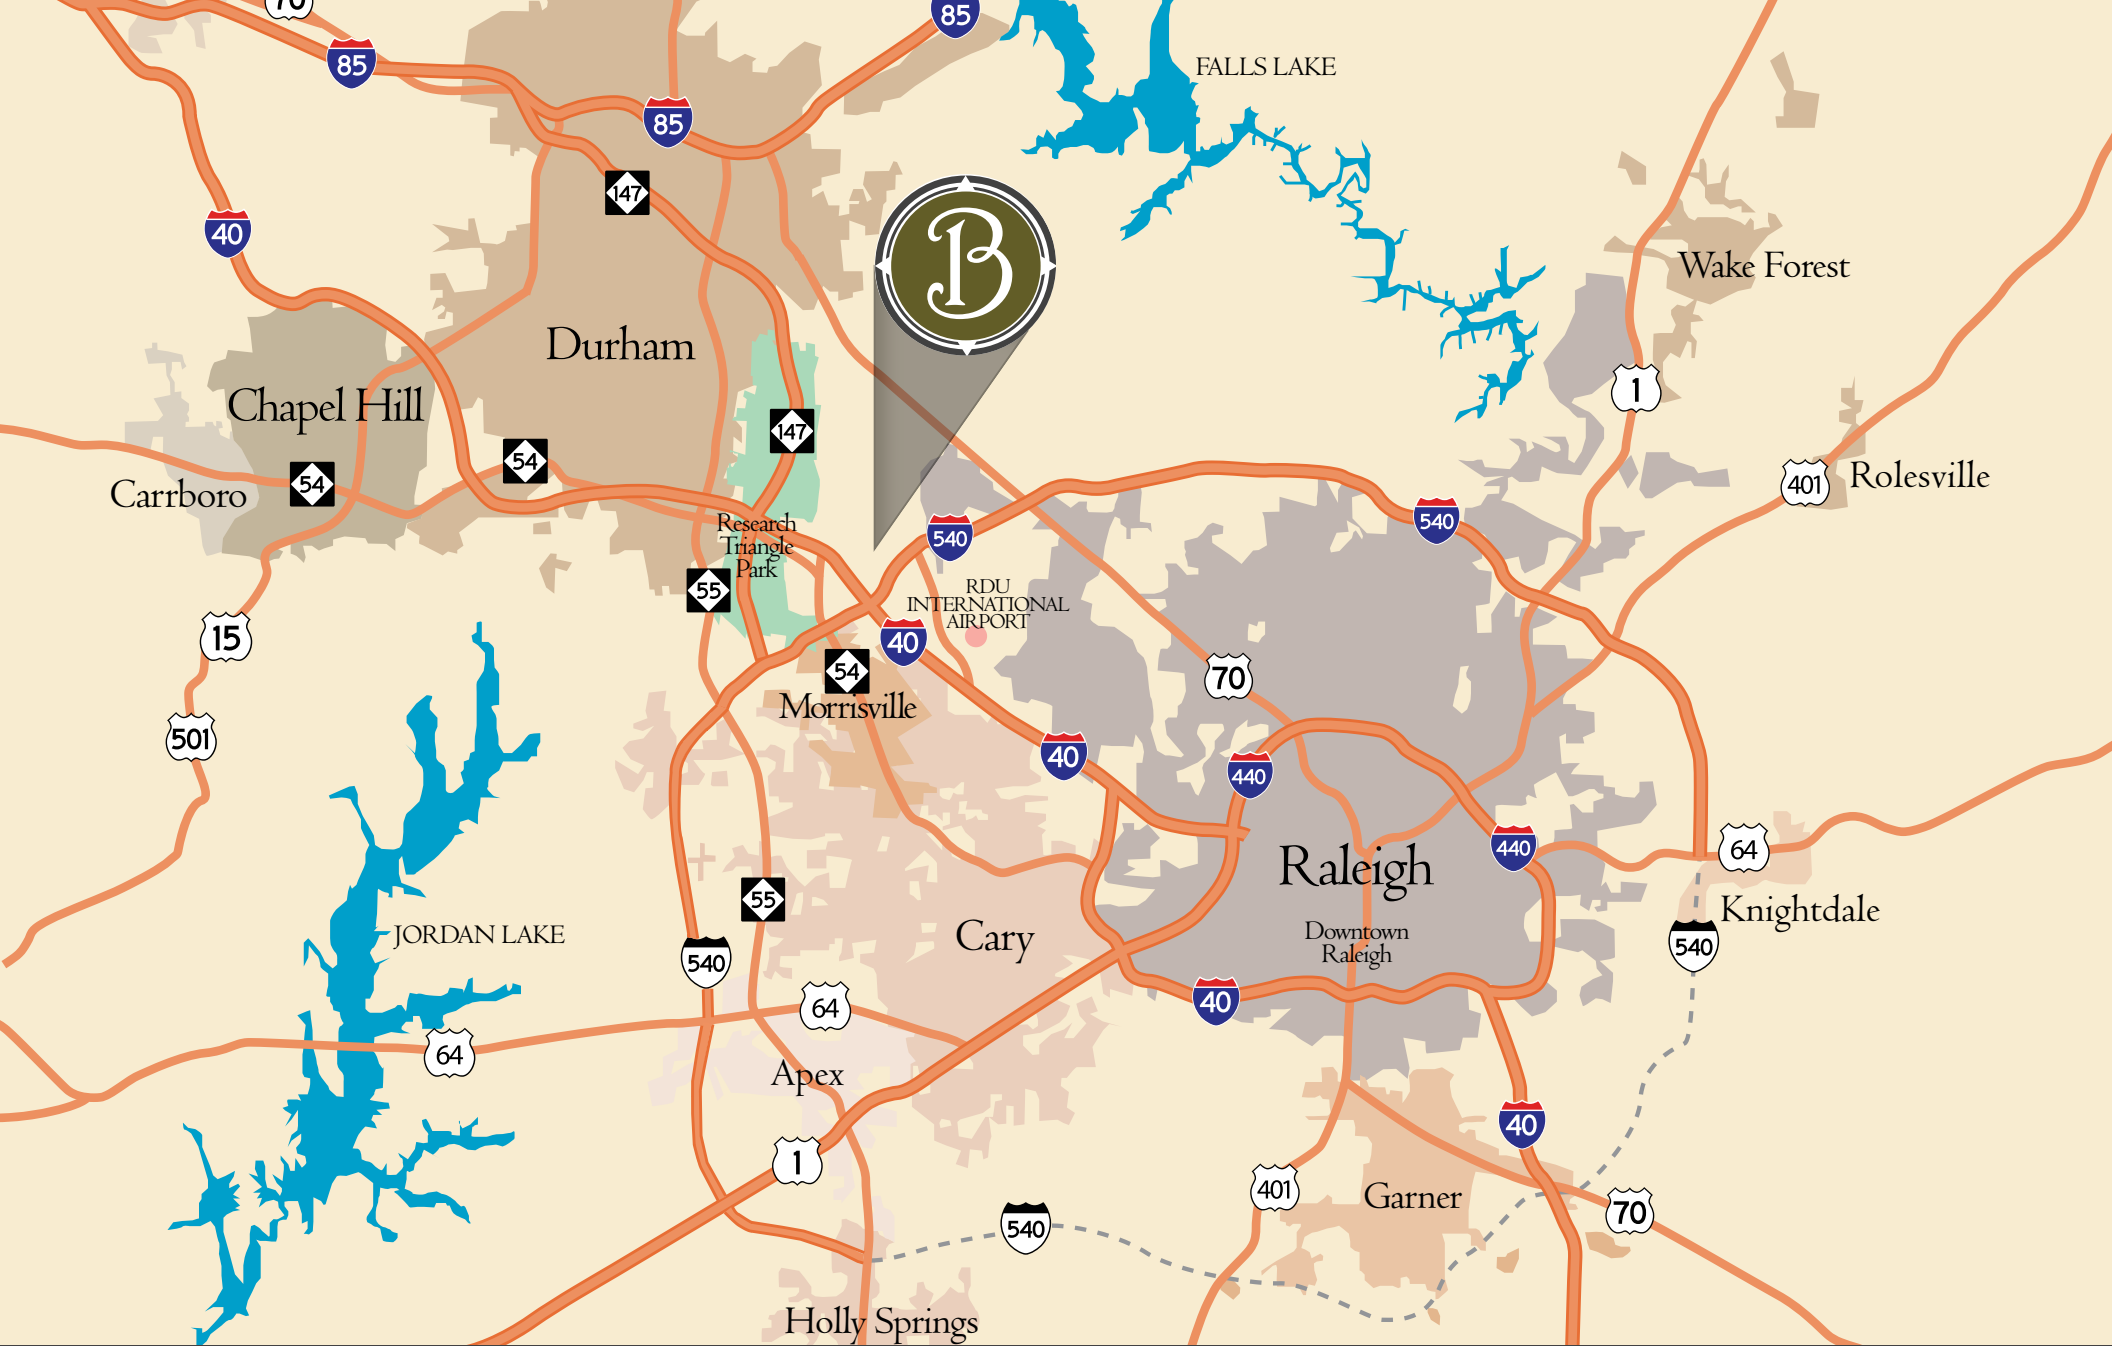 70
85
85
FALLS LAKE
85
147
40
B
Wake Forest
Durham
1
Chapel Hill
147
54
54
Carrboro
401
Rolesville
Research
Triangle
Park
540
540
55
RDU
INTERNATIONAL
AIRPORT
15
40
54
70
Morrisville
501
40
440
440
64
Raleigh
55
Knightdale
JORDAN LAKE
Cary
Downtown
Raleigh
540
540
40
64
64
Apex
40
1
401
Garner
70
540
Holly Springs